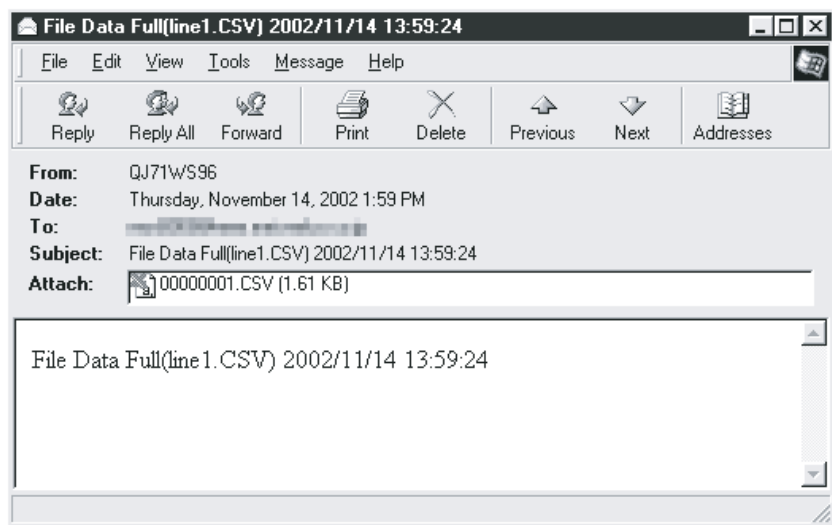 File Data Full(line1.CSV) 2002/11/14 13:59:24
File Edit View Tools Message Help
Reply Reply All Forward Print Delete Previous Next Addresses
From: QJ71WS96
Date: Thursday, November 14, 2002 1:59 PM
To:
Subject: File Data Full(line1.CSV) 2002/11/14 13:59:24
Attach: 00000001.CSV (1.61 KB)
File Data Full(line1.CSV) 2002/11/14 13:59:24